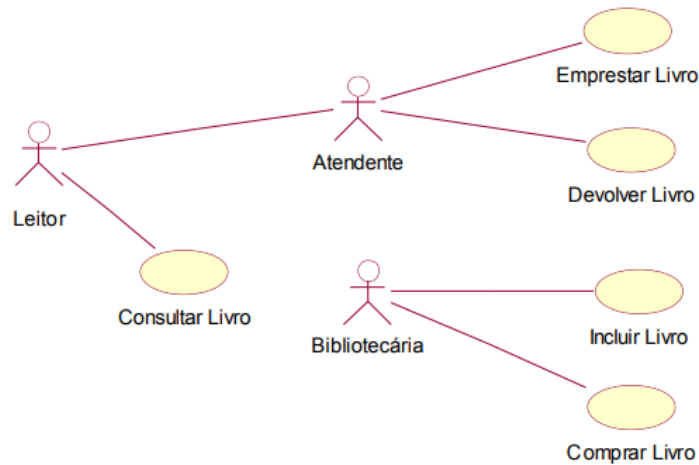 Emprestar Livro
Atendente
Devolver Livro
Leitor
Consultar Livro
Bibliotecária
Incluir Livro
Comprar Livro